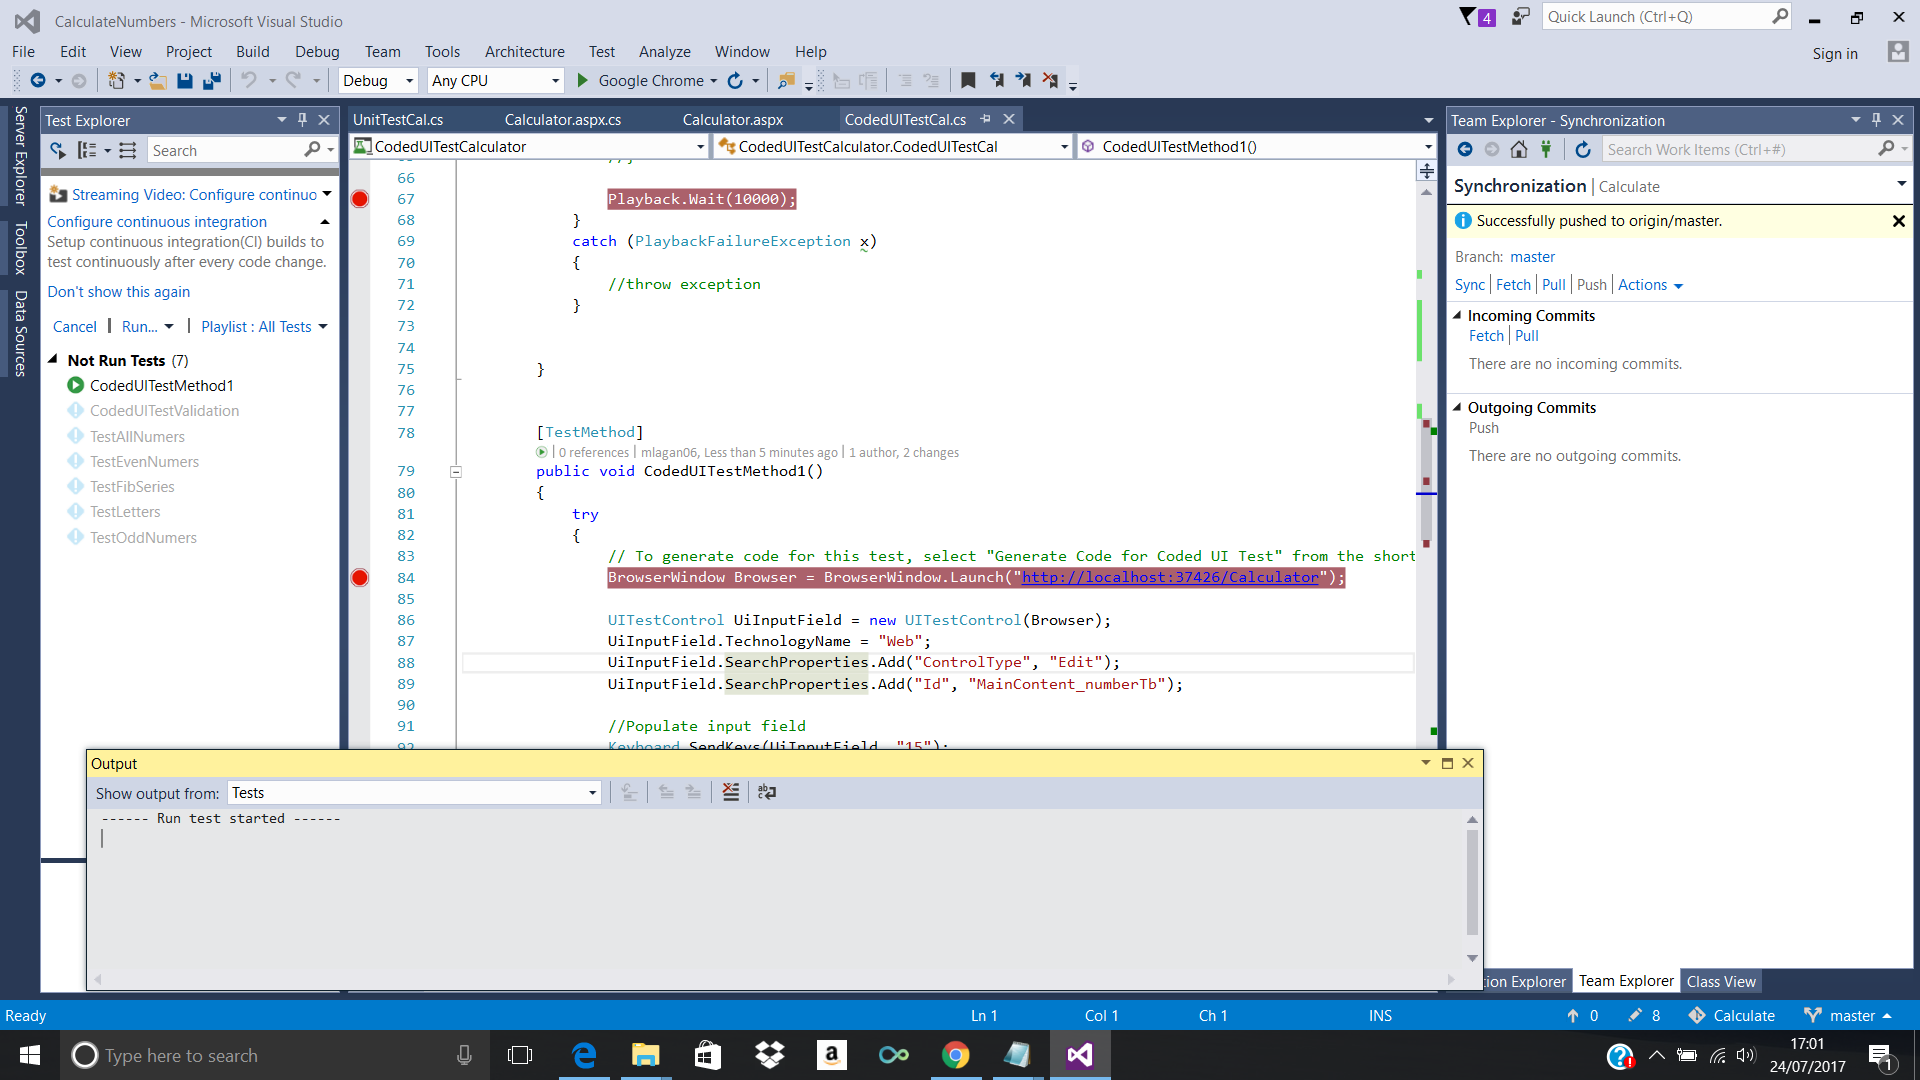 CalculateNumbers - Microsoft Visual Studio
4
Quick Launch (Ctrl+Q)
File Edit View Project Build Debug Team Tools Architecture Test Analyze Window Help
Sign in
Debug Any CPU Google Chrome
Server Explorer
Toolbox
Data Sources
Test Explorer
Search
Streaming Video: Configure continuo
Configure continuous integration
Setup continuous integration(CI) builds to
test continuously after every code change.
Don't show this again
Cancel | Run... | Playlist : All Tests
Not Run Tests (7)
CodedUITestMethod1
CodedUITestValidation
TestAllNumers
TestEvenNumers
TestFibSeries
TestLetters
TestOddNumers
UnitTestCal.cs Calculator.aspx.cs Calculator.aspx CodedUITestCal.cs
CodedUITestCalculator CodedUITestCalculator.CodedUITestCal CodedUITestMethod1()
66
67 Playback.Wait(10000);
68 }
69 catch (PlaybackFailureException x)
70 {
71 //throw exception
72 }
73
74
75 }
76
77
78 [TestMethod]
0 references | mlagan06, Less than 5 minutes ago | 1 author, 2 changes
79 public void CodedUITestMethod1()
80 {
81 try
82 {
83 // To generate code for this test, select "Generate Code for Coded UI Test" from the short
84 BrowserWindow Browser = BrowserWindow.Launch("http://localhost:37426/Calculator");
85
86 UITestControl UiInputField = new UITestControl(Browser);
87 UiInputField.TechnologyName = "Web";
88 UiInputField.SearchProperties.Add("ControlType", "Edit");
89 UiInputField.SearchProperties.Add("Id", "MainContent_numberTb");
90
91 //Populate input field
92 Keyboard.SendKeys(UiInputField, "15");
Team Explorer - Synchronization
Search Work Items (Ctrl+#)
Synchronization | Calculate
Successfully pushed to origin/master.
Branch: master
Sync | Fetch | Pull | Push | Actions
Incoming Commits
Fetch | Pull
There are no incoming commits.
Outgoing Commits
Push
There are no outgoing commits.
Output
Show output from: Tests
------ Run test started ------
tion Explorer Team Explorer Class View
Ready Ln 1 Col 1 Ch 1 INS 0 8 Calculate master
Type here to search
17:01
24/07/2017
1